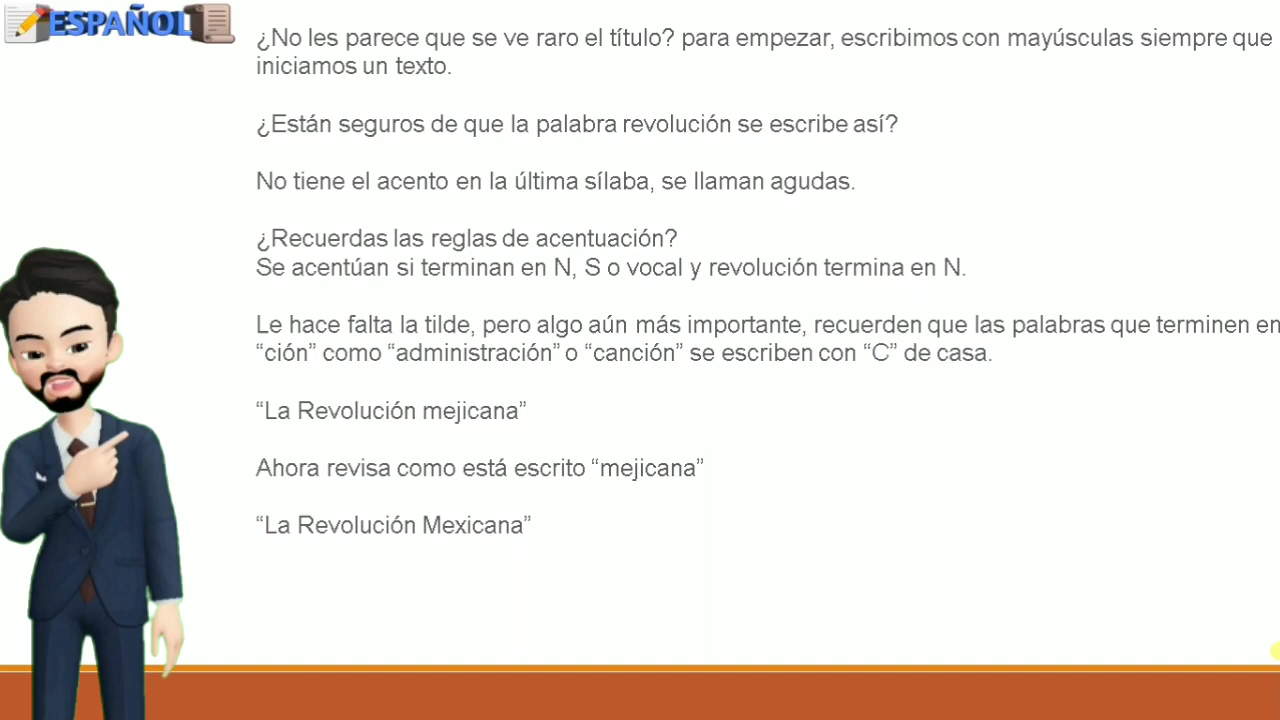 ESPAÑOL
¿No les parece que se ve raro el título? para empezar, escribimos con mayúsculas siempre que
iniciamos un texto.
¿Están seguros de que la palabra revolución se escribe así?
No tiene el acento en la última sílaba, se llaman agudas.
¿Recuerdas las reglas de acentuación?
Se acentúan si terminan en N, S o vocal y revolución termina en N.
Le hace falta la tilde, pero algo aún más importante, recuerden que las palabras que terminen en
“ción” como “administración” o “canción” se escriben con “C” de casa.
“La Revolución mejicana”
Ahora revisa como está escrito “mejicana”
“La Revolución Mexicana”